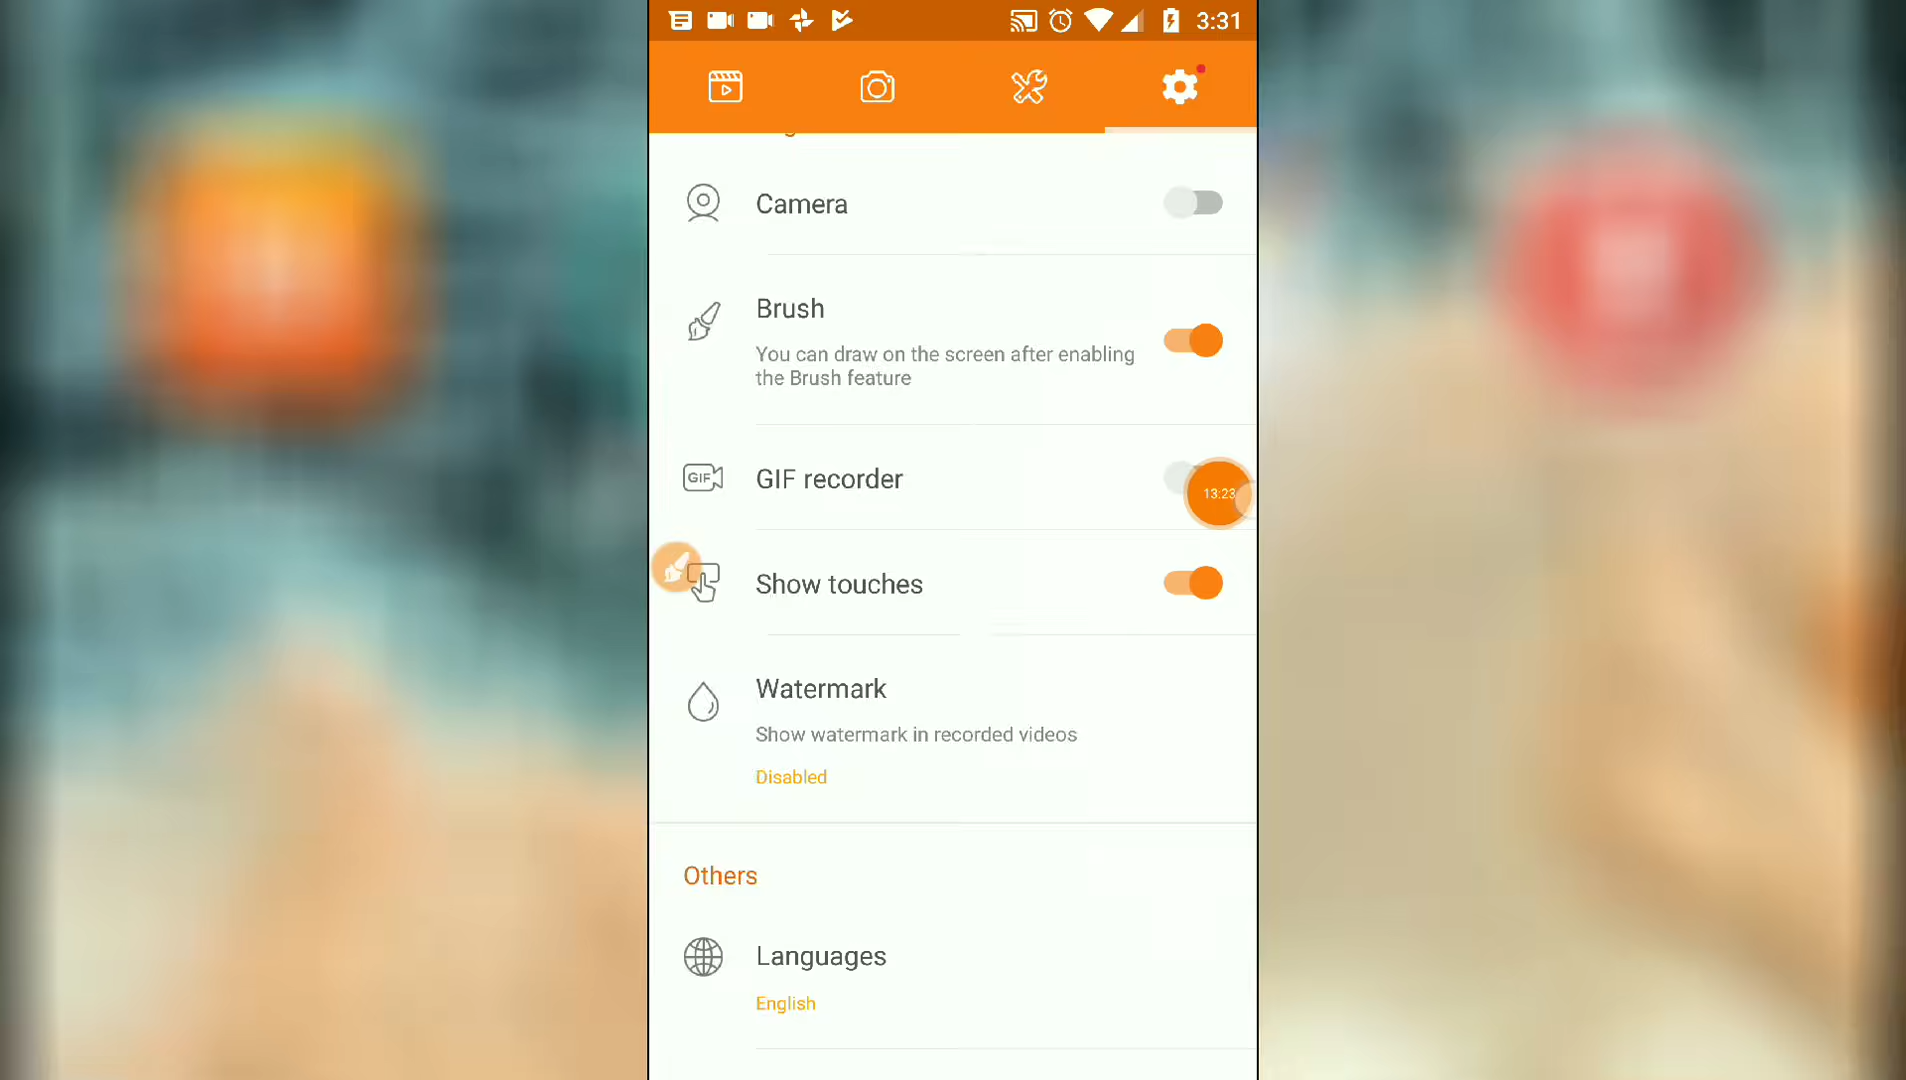 3:31
Camera
Brush
You can draw on the screen after enabling
the Brush feature
GIF
GIF recorder
13:23
Show touches
Watermark
Show watermark in recorded videos
Disabled
Others
Languages
English